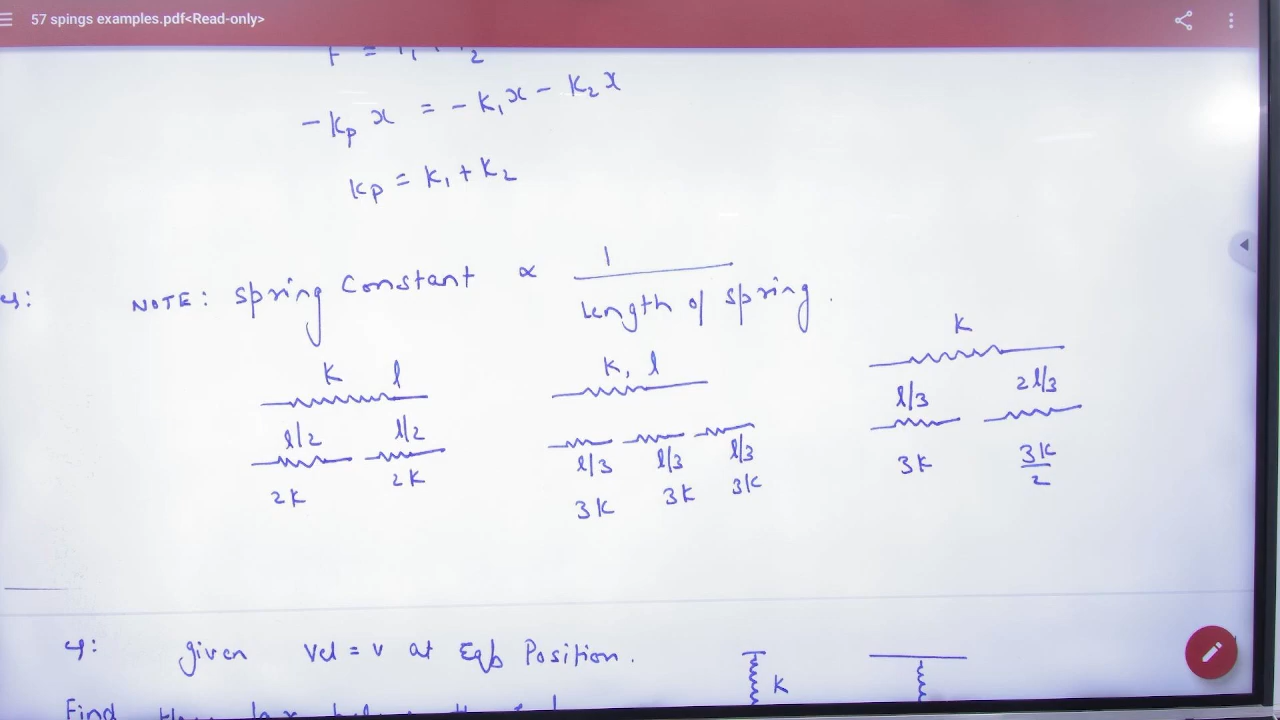 57 spings examples.pdf<Read-only>
-Kp x = -K₁x - K₂x
Kp = K₁ + K₂
4: NOTE: Spring Constant ∝ 1 / Length of Spring.
K l
l/2 l/2
2K 2K
K, l
l/3 l/3 l/3
3K 3K 3K
K
l/3 2l/3
3K 3K/2
4: given vel = v at Eqb Position.
K
Find